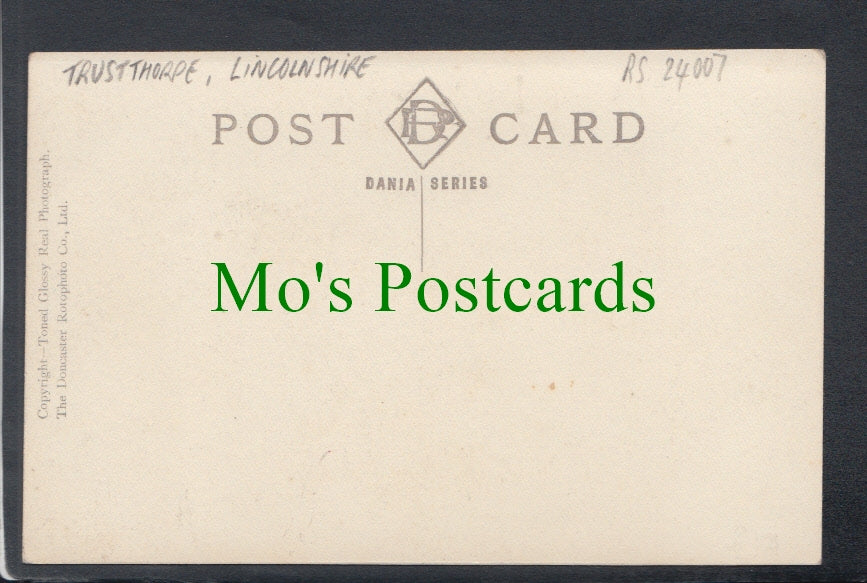 TRUSTTHORPE, LINCOLNSHIRE
RS 24007
POST CARD
DANIA SERIES
Copyright—Toned Glossy Real Photograph.
The Doncaster Rotophoto Co., Ltd.
Mo's Postcards